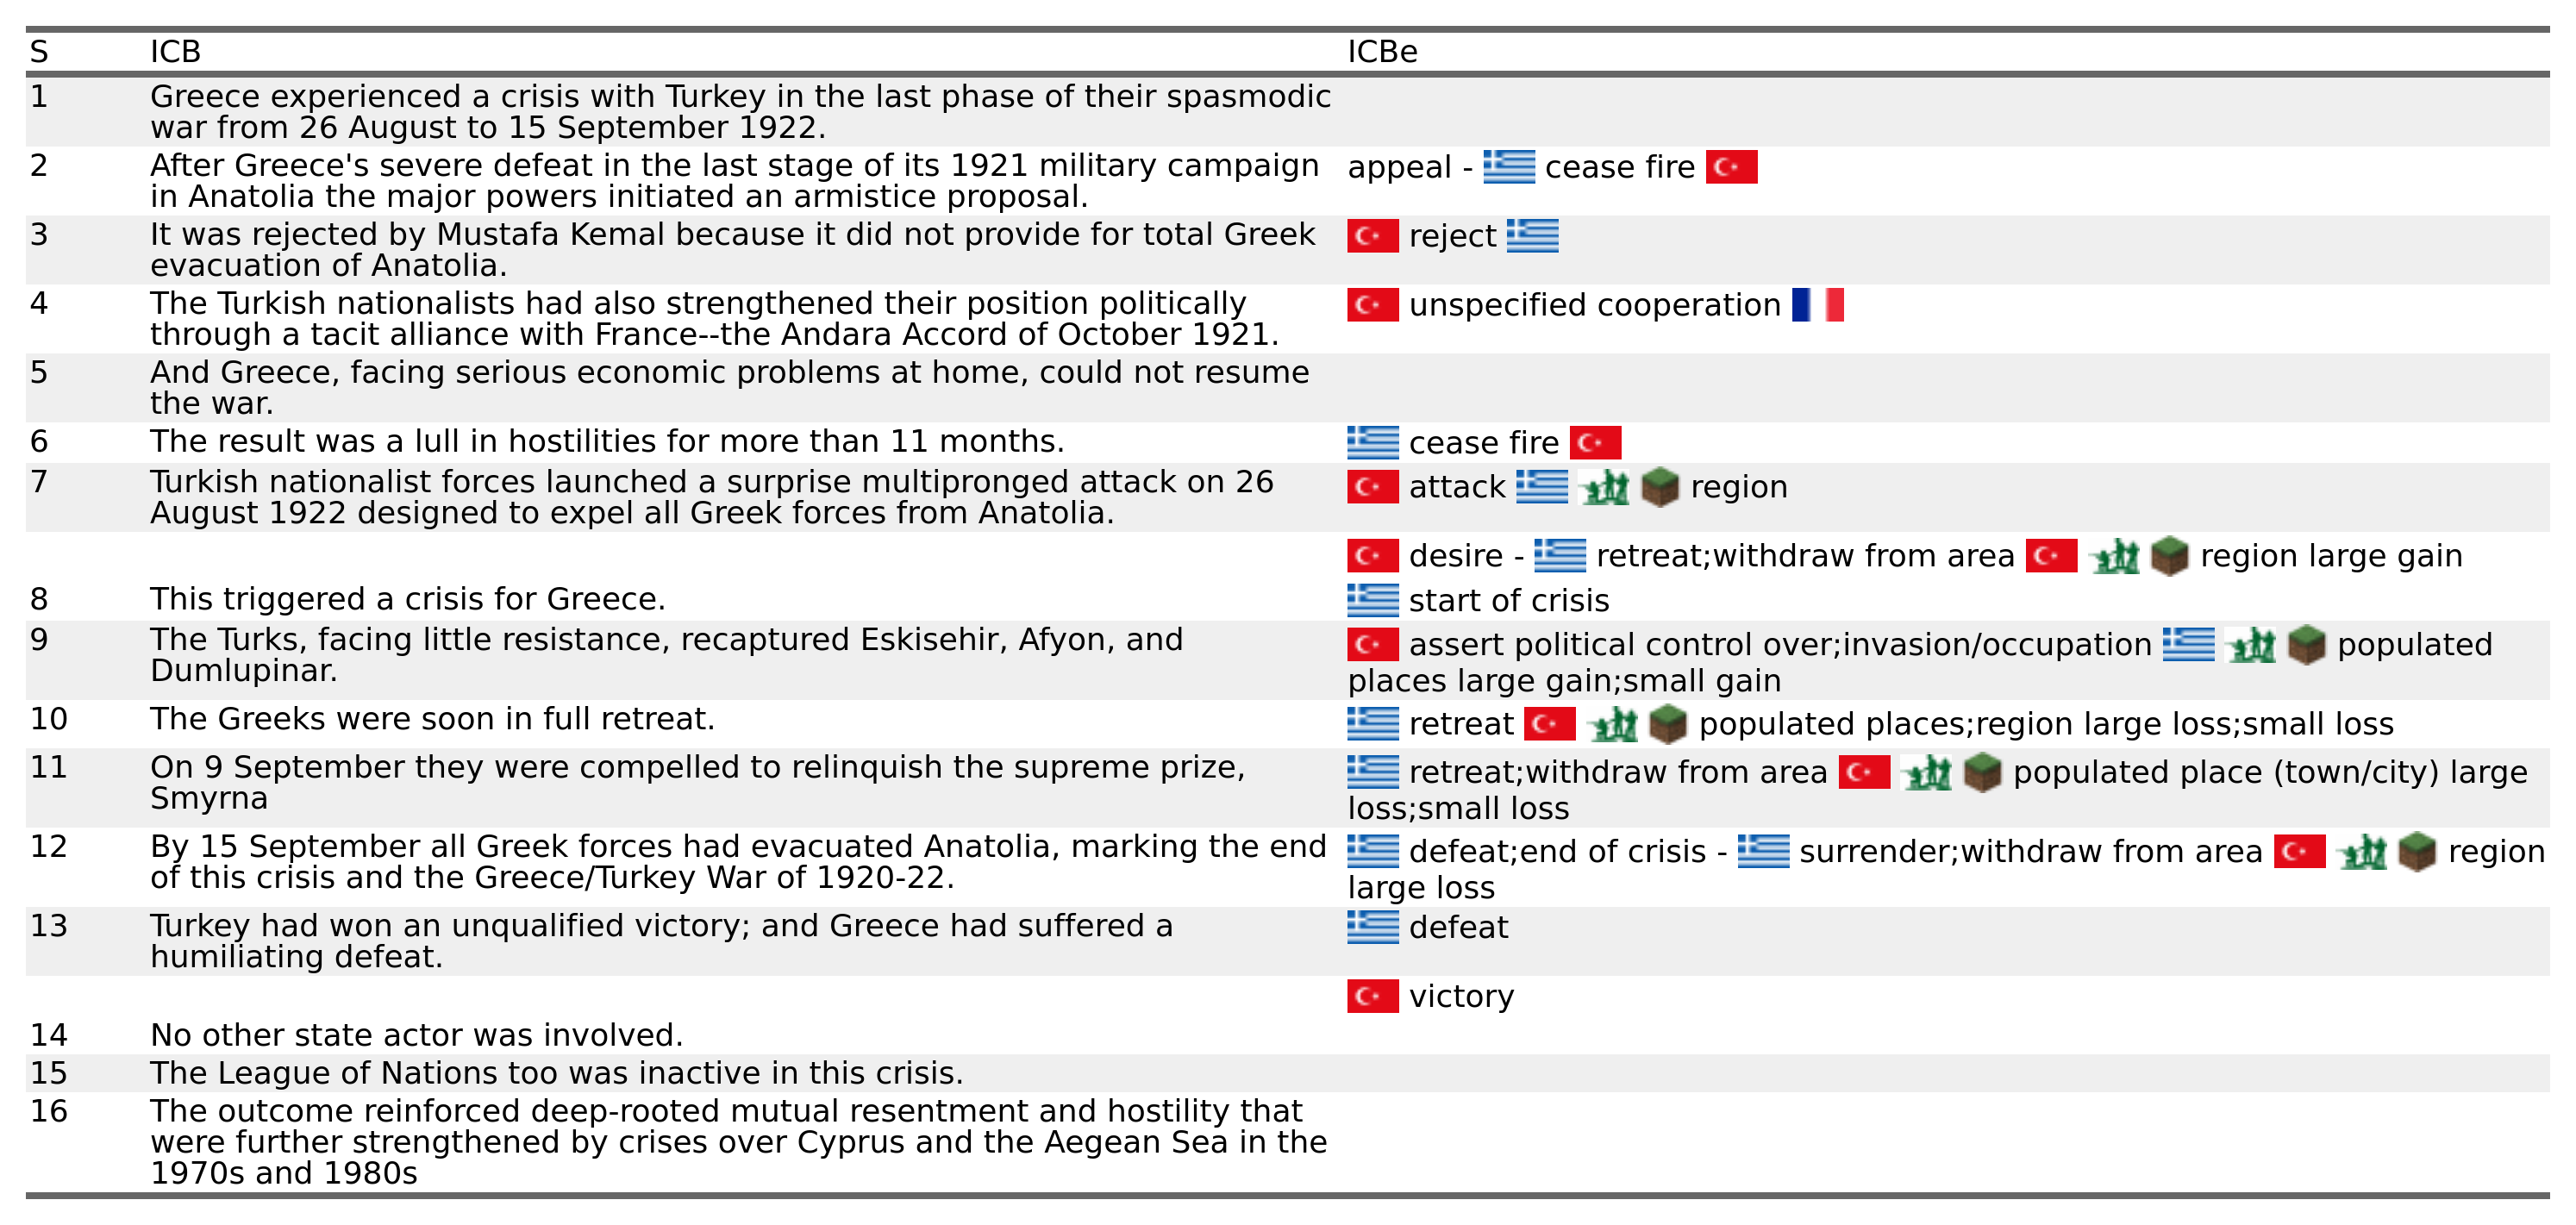 S ICB ICBe
1 Greece experienced a crisis with Turkey in the last phase of their spasmodic
war from 26 August to 15 September 1922.
2 After Greece's severe defeat in the last stage of its 1921 military campaign appeal - cease fire
in Anatolia the major powers initiated an armistice proposal.
3 It was rejected by Mustafa Kemal because it did not provide for total Greek reject
evacuation of Anatolia.
4 The Turkish nationalists had also strengthened their position politically unspecified cooperation
through a tacit alliance with France--the Andara Accord of October 1921.
5 And Greece, facing serious economic problems at home, could not resume
the war.
6 The result was a lull in hostilities for more than 11 months. cease fire
7 Turkish nationalist forces launched a surprise multipronged attack on 26 attack region
August 1922 designed to expel all Greek forces from Anatolia.
desire - retreat;withdraw from area region large gain
8 This triggered a crisis for Greece. start of crisis
9 The Turks, facing little resistance, recaptured Eskisehir, Afyon, and assert political control over;invasion/occupation populated
Dumlupinar. places large gain;small gain
10 The Greeks were soon in full retreat. retreat populated places;region large loss;small loss
11 On 9 September they were compelled to relinquish the supreme prize, retreat;withdraw from area populated place (town/city) large
Smyrna loss;small loss
12 By 15 September all Greek forces had evacuated Anatolia, marking the end defeat;end of crisis - surrender;withdraw from area region
of this crisis and the Greece/Turkey War of 1920-22. large loss
13 Turkey had won an unqualified victory; and Greece had suffered a defeat
humiliating defeat.
victory
14 No other state actor was involved.
15 The League of Nations too was inactive in this crisis.
16 The outcome reinforced deep-rooted mutual resentment and hostility that
were further strengthened by crises over Cyprus and the Aegean Sea in the
1970s and 1980s